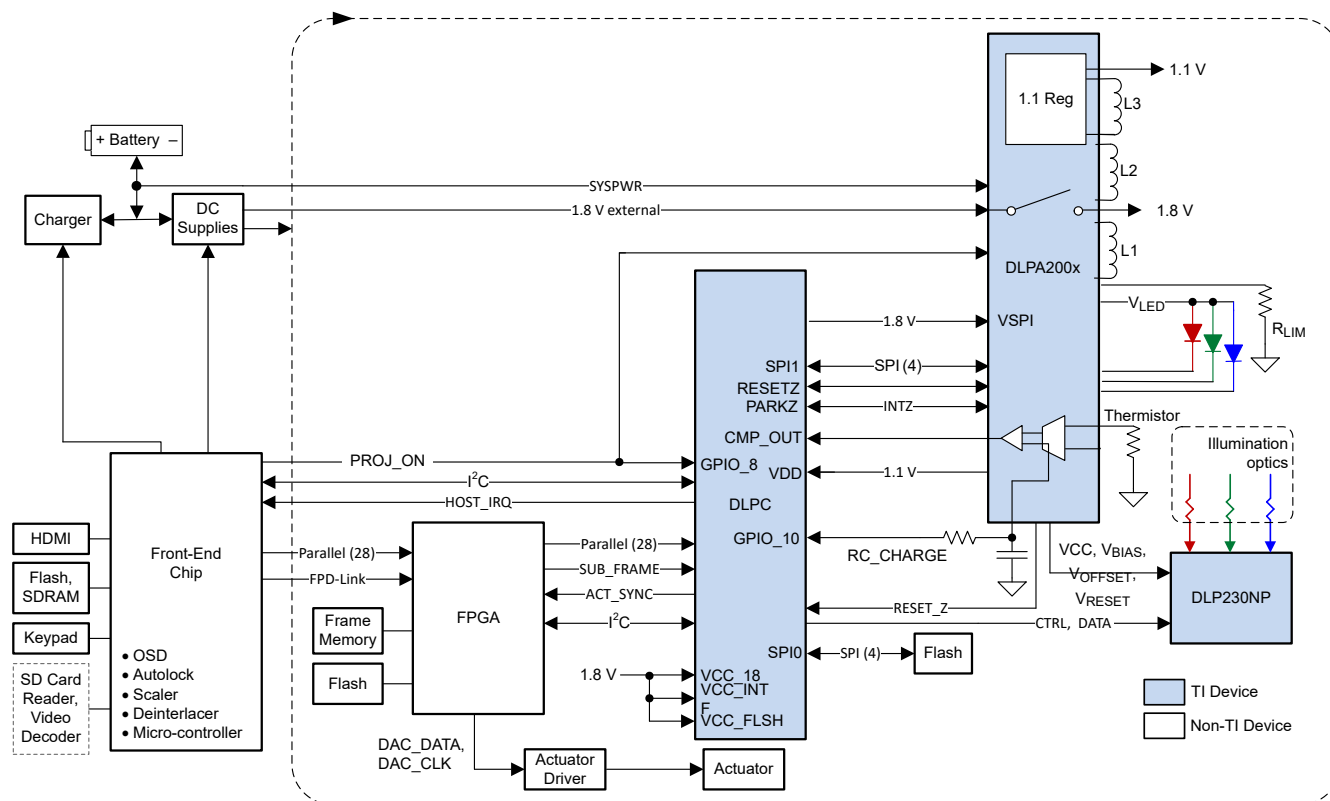 1.1 V
1.1 Reg
L3
+ Battery –
L2
SYSPWR
Charger
DC
Supplies
1.8 V external
1.8 V
L1
DLPA200x
VLED
RLIM
1.8 V
VSPI
SPI1
SPI (4)
RESETZ
PARKZ
INTZ
Thermistor
CMP_OUT
Illumination
optics
PROJ_ON
GPIO_8
VDD
1.1 V
I2C
HOST_IRQ
DLPC
HDMI
Front-End
Chip
Parallel (28)
Parallel (28)
GPIO_10
RC_CHARGE
VCC, VBIAS,
VOFFSET,
VRESET
Flash,
SDRAM
FPD-Link
SUB_FRAME
ACT_SYNC
FPGA
DLP230NP
RESET_Z
Frame
Memory
I2C
CTRL, DATA
Keypad
SPI0
SPI (4)
Flash
• OSD
• Autolock
• Scaler
• Deinterlacer
• Micro-controller
SD Card
Reader,
Video
Decoder
Flash
1.8 V
VCC_18
VCC_INT
F
VCC_FLSH
TI Device
Non-TI Device
DAC_DATA,
DAC_CLK
Actuator
Driver
Actuator